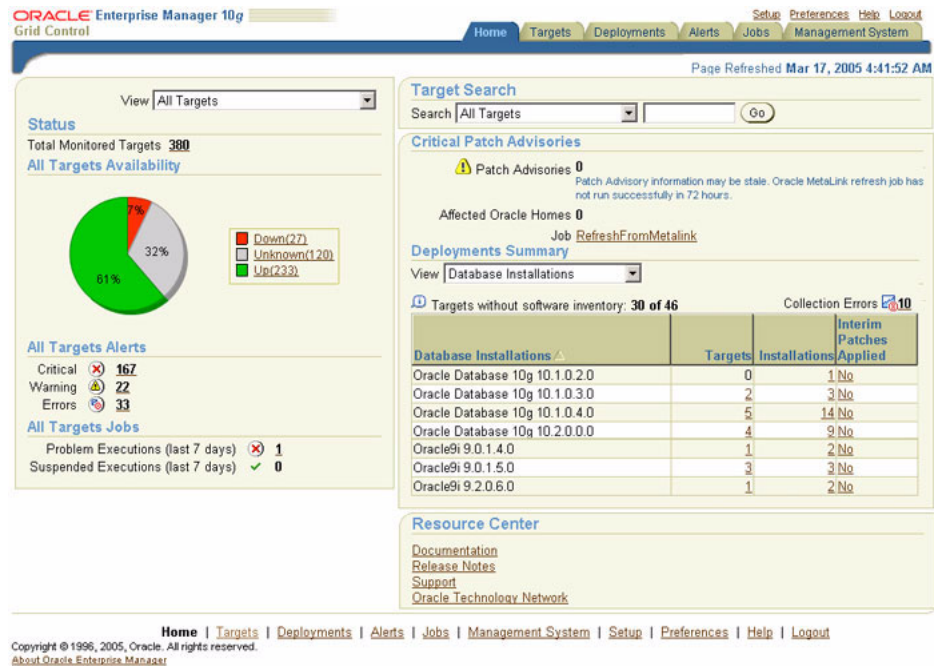 ORACLE Enterprise Manager 10g
Grid Control
Setup Preferences Help Logout
Home Targets Deployments Alerts Jobs Management System
Page Refreshed Mar 17, 2005 4:41:52 AM
View All Targets
Status
Total Monitored Targets 380
All Targets Availability
7%
32%
61%
Down(27)
Unknown(120)
Up(233)
All Targets Alerts
Critical 167
Warning 22
Errors 33
All Targets Jobs
Problem Executions (last 7 days) 1
Suspended Executions (last 7 days) 0
Target Search
Search All Targets Go
Critical Patch Advisories
Patch Advisories 0
Patch Advisory information may be stale. Oracle MetaLink refresh job has
not run successfully in 72 hours.
Affected Oracle Homes 0
Job RefreshFromMetalink
Deployments Summary
View Database Installations
Targets without software inventory: 30 of 46 Collection Errors 10
Database Installations Targets Installations Interim Patches Applied
Oracle Database 10g 10.1.0.2.0 0 1 No
Oracle Database 10g 10.1.0.3.0 2 3 No
Oracle Database 10g 10.1.0.4.0 5 14 No
Oracle Database 10g 10.2.0.0.0 4 9 No
Oracle9i 9.0.1.4.0 1 2 No
Oracle9i 9.0.1.5.0 3 3 No
Oracle9i 9.2.0.6.0 1 2 No
Resource Center
Documentation
Release Notes
Support
Oracle Technology Network
Home | Targets | Deployments | Alerts | Jobs | Management System | Setup | Preferences | Help | Logout
Copyright © 1996, 2005, Oracle. All rights reserved.
About Oracle Enterprise Manager